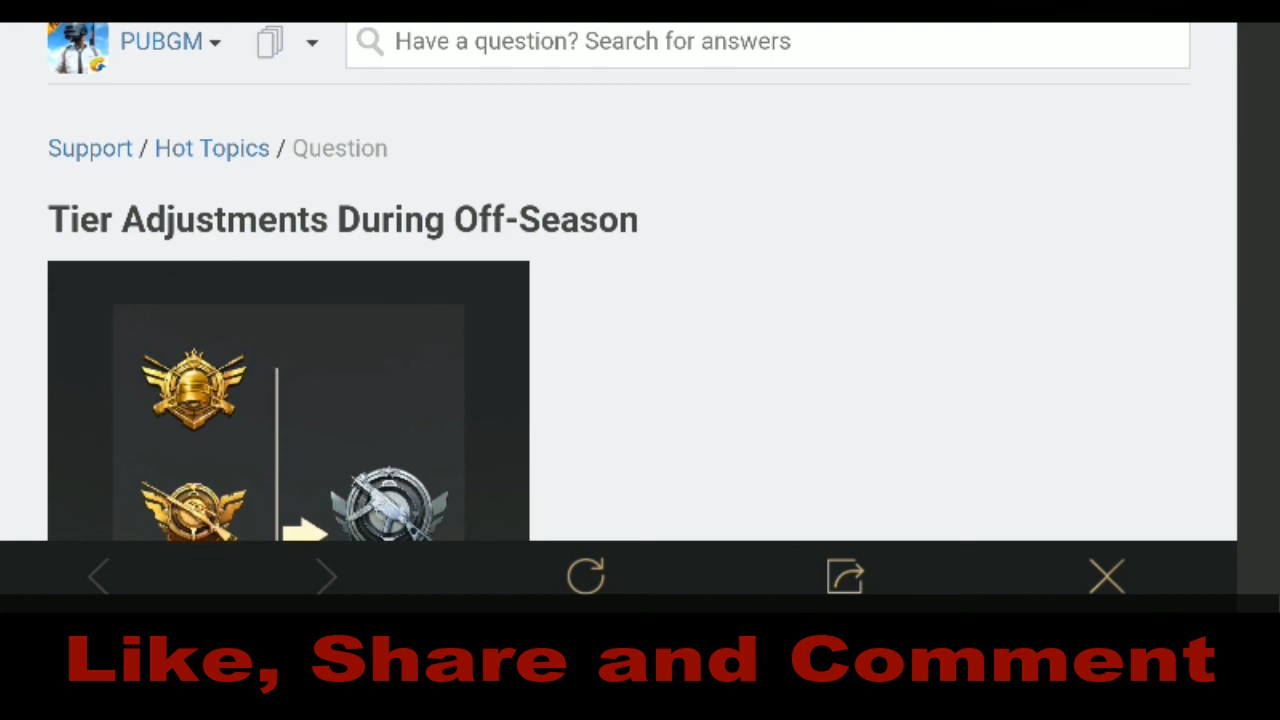 PUBGM
Have a question? Search for answers
Support / Hot Topics / Question
Tier Adjustments During Off-Season
Like, Share and Comment